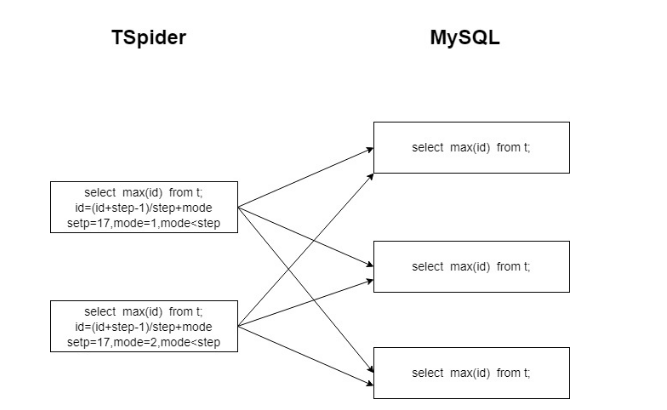 TSpider
MySQL
select max(id) from t;
select max(id) from t;
id=(id+step-1)/step+mode
setp=17,mode=1,mode<step
select max(id) from t;
select max(id) from t;
id=(id+step-1)/step+mode
setp=17,mode=2,mode<step
select max(id) from t;